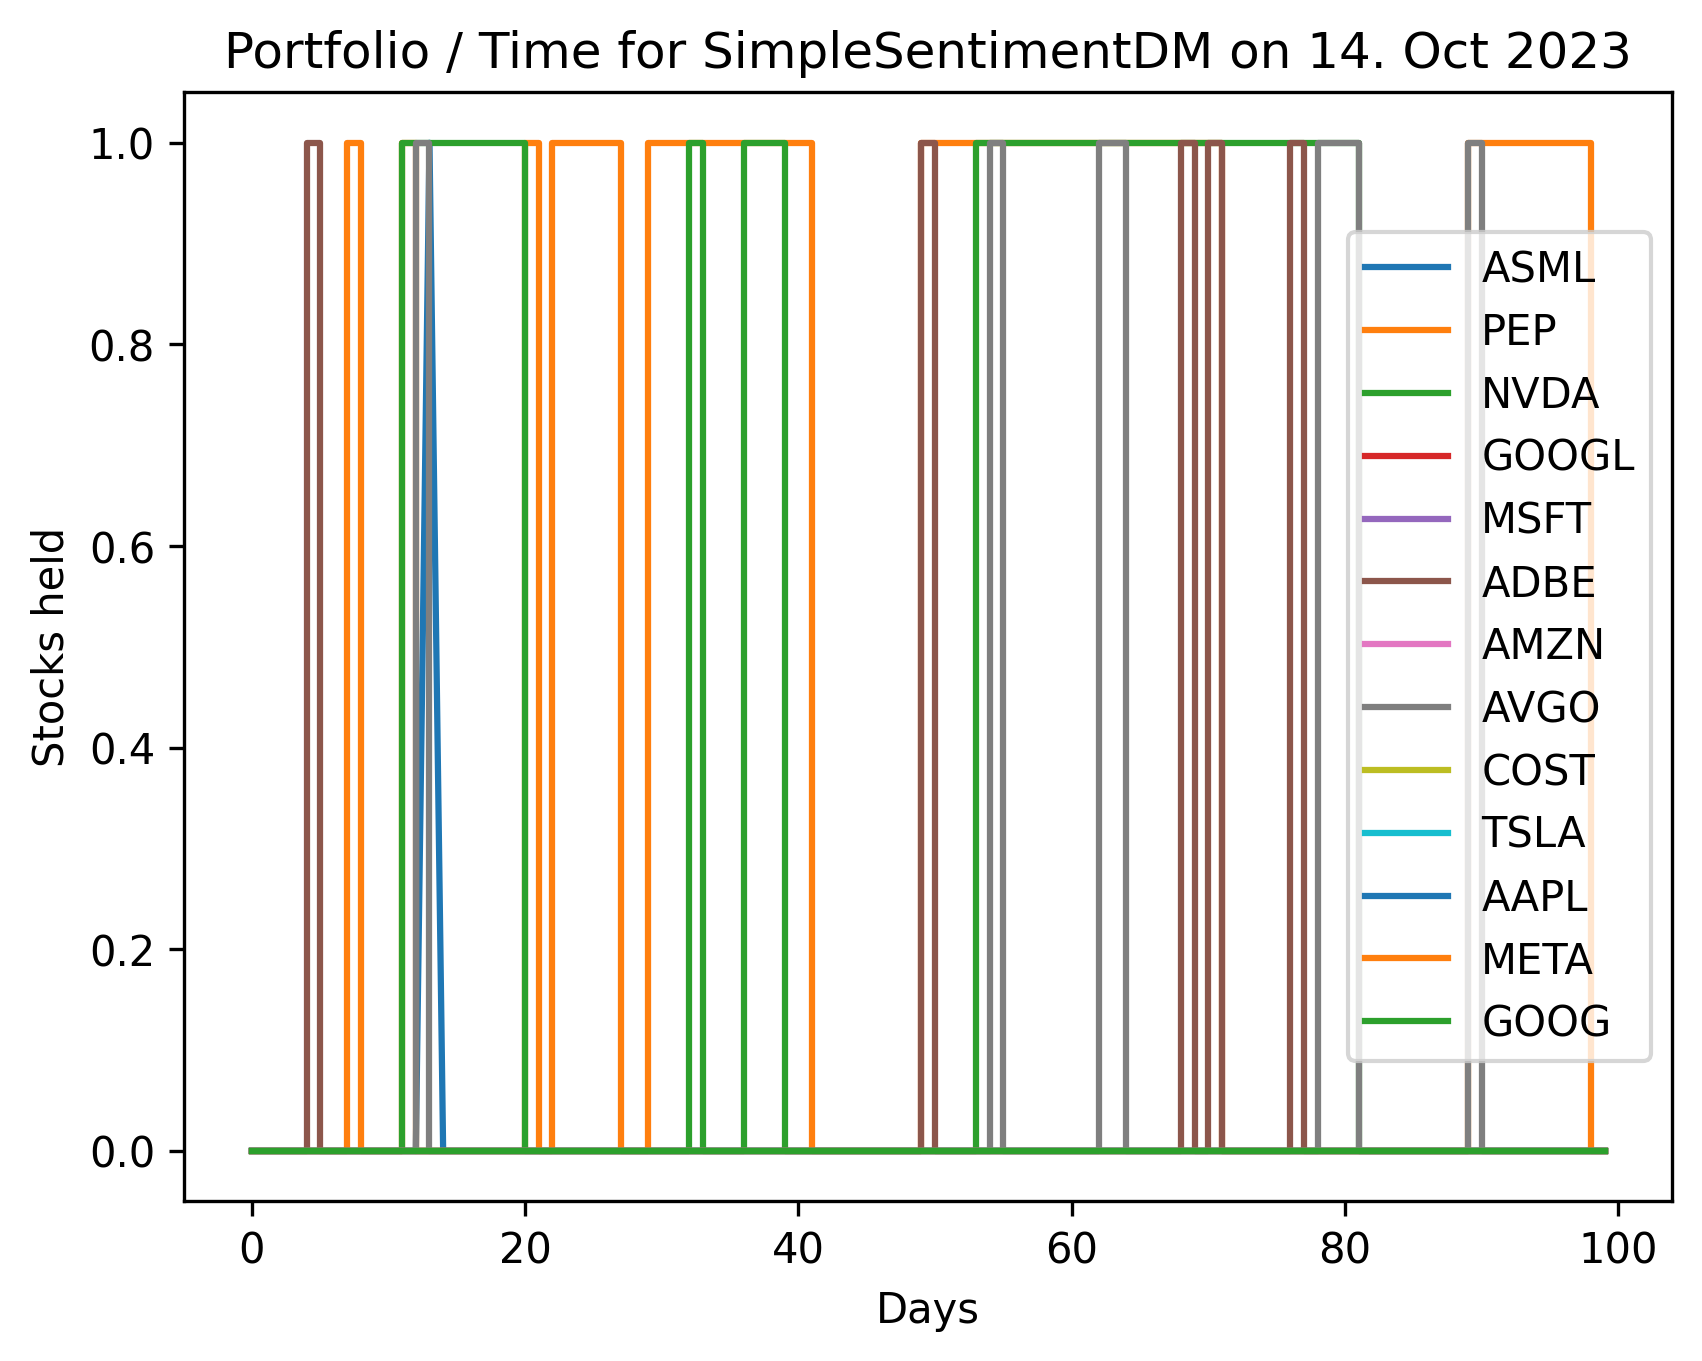 Portfolio / Time for SimpleSentimentDM on 14. Oct 2023
1.0
0.8
0.6
0.4
0.2
0.0
Stocks held
ASML
PEP
NVDA
GOOGL
MSFT
ADBE
AMZN
AVGO
COST
TSLA
AAPL
META
GOOG
0 20 40 60 80 100
Days